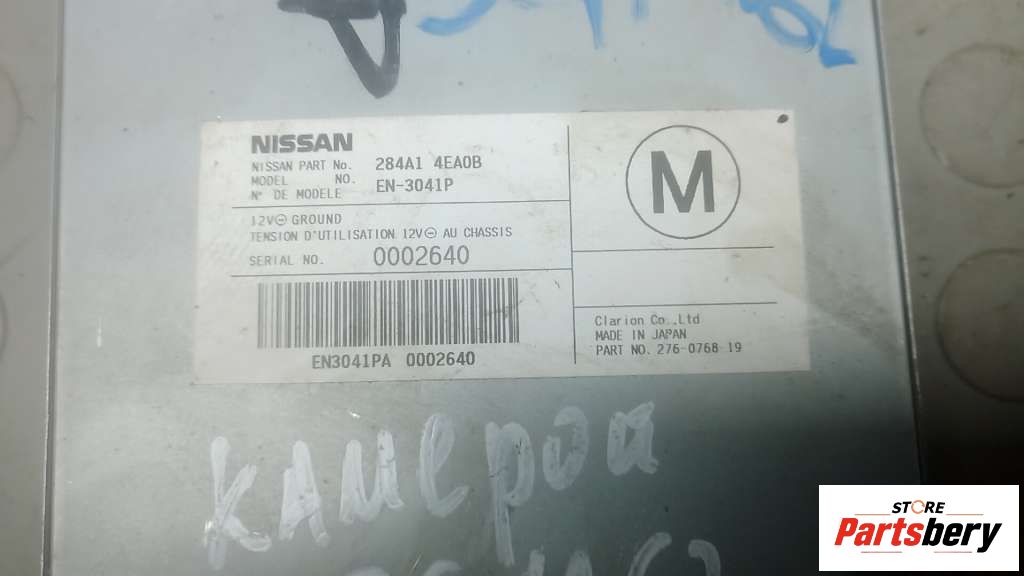 NISSAN
NISSAN PART No. 284A1 4EA0B
MODEL NO. EN-3041P
N° DE MODELE
12V⊖ GROUND
TENSION D'UTILISATION 12V⊖ AU CHASSIS
SERIAL NO. 0002640
EN3041PA 0002640
M
Clarion Co.,Ltd
MADE IN JAPAN
PART NO. 276-0768-19
камера
STORE
Partsbery